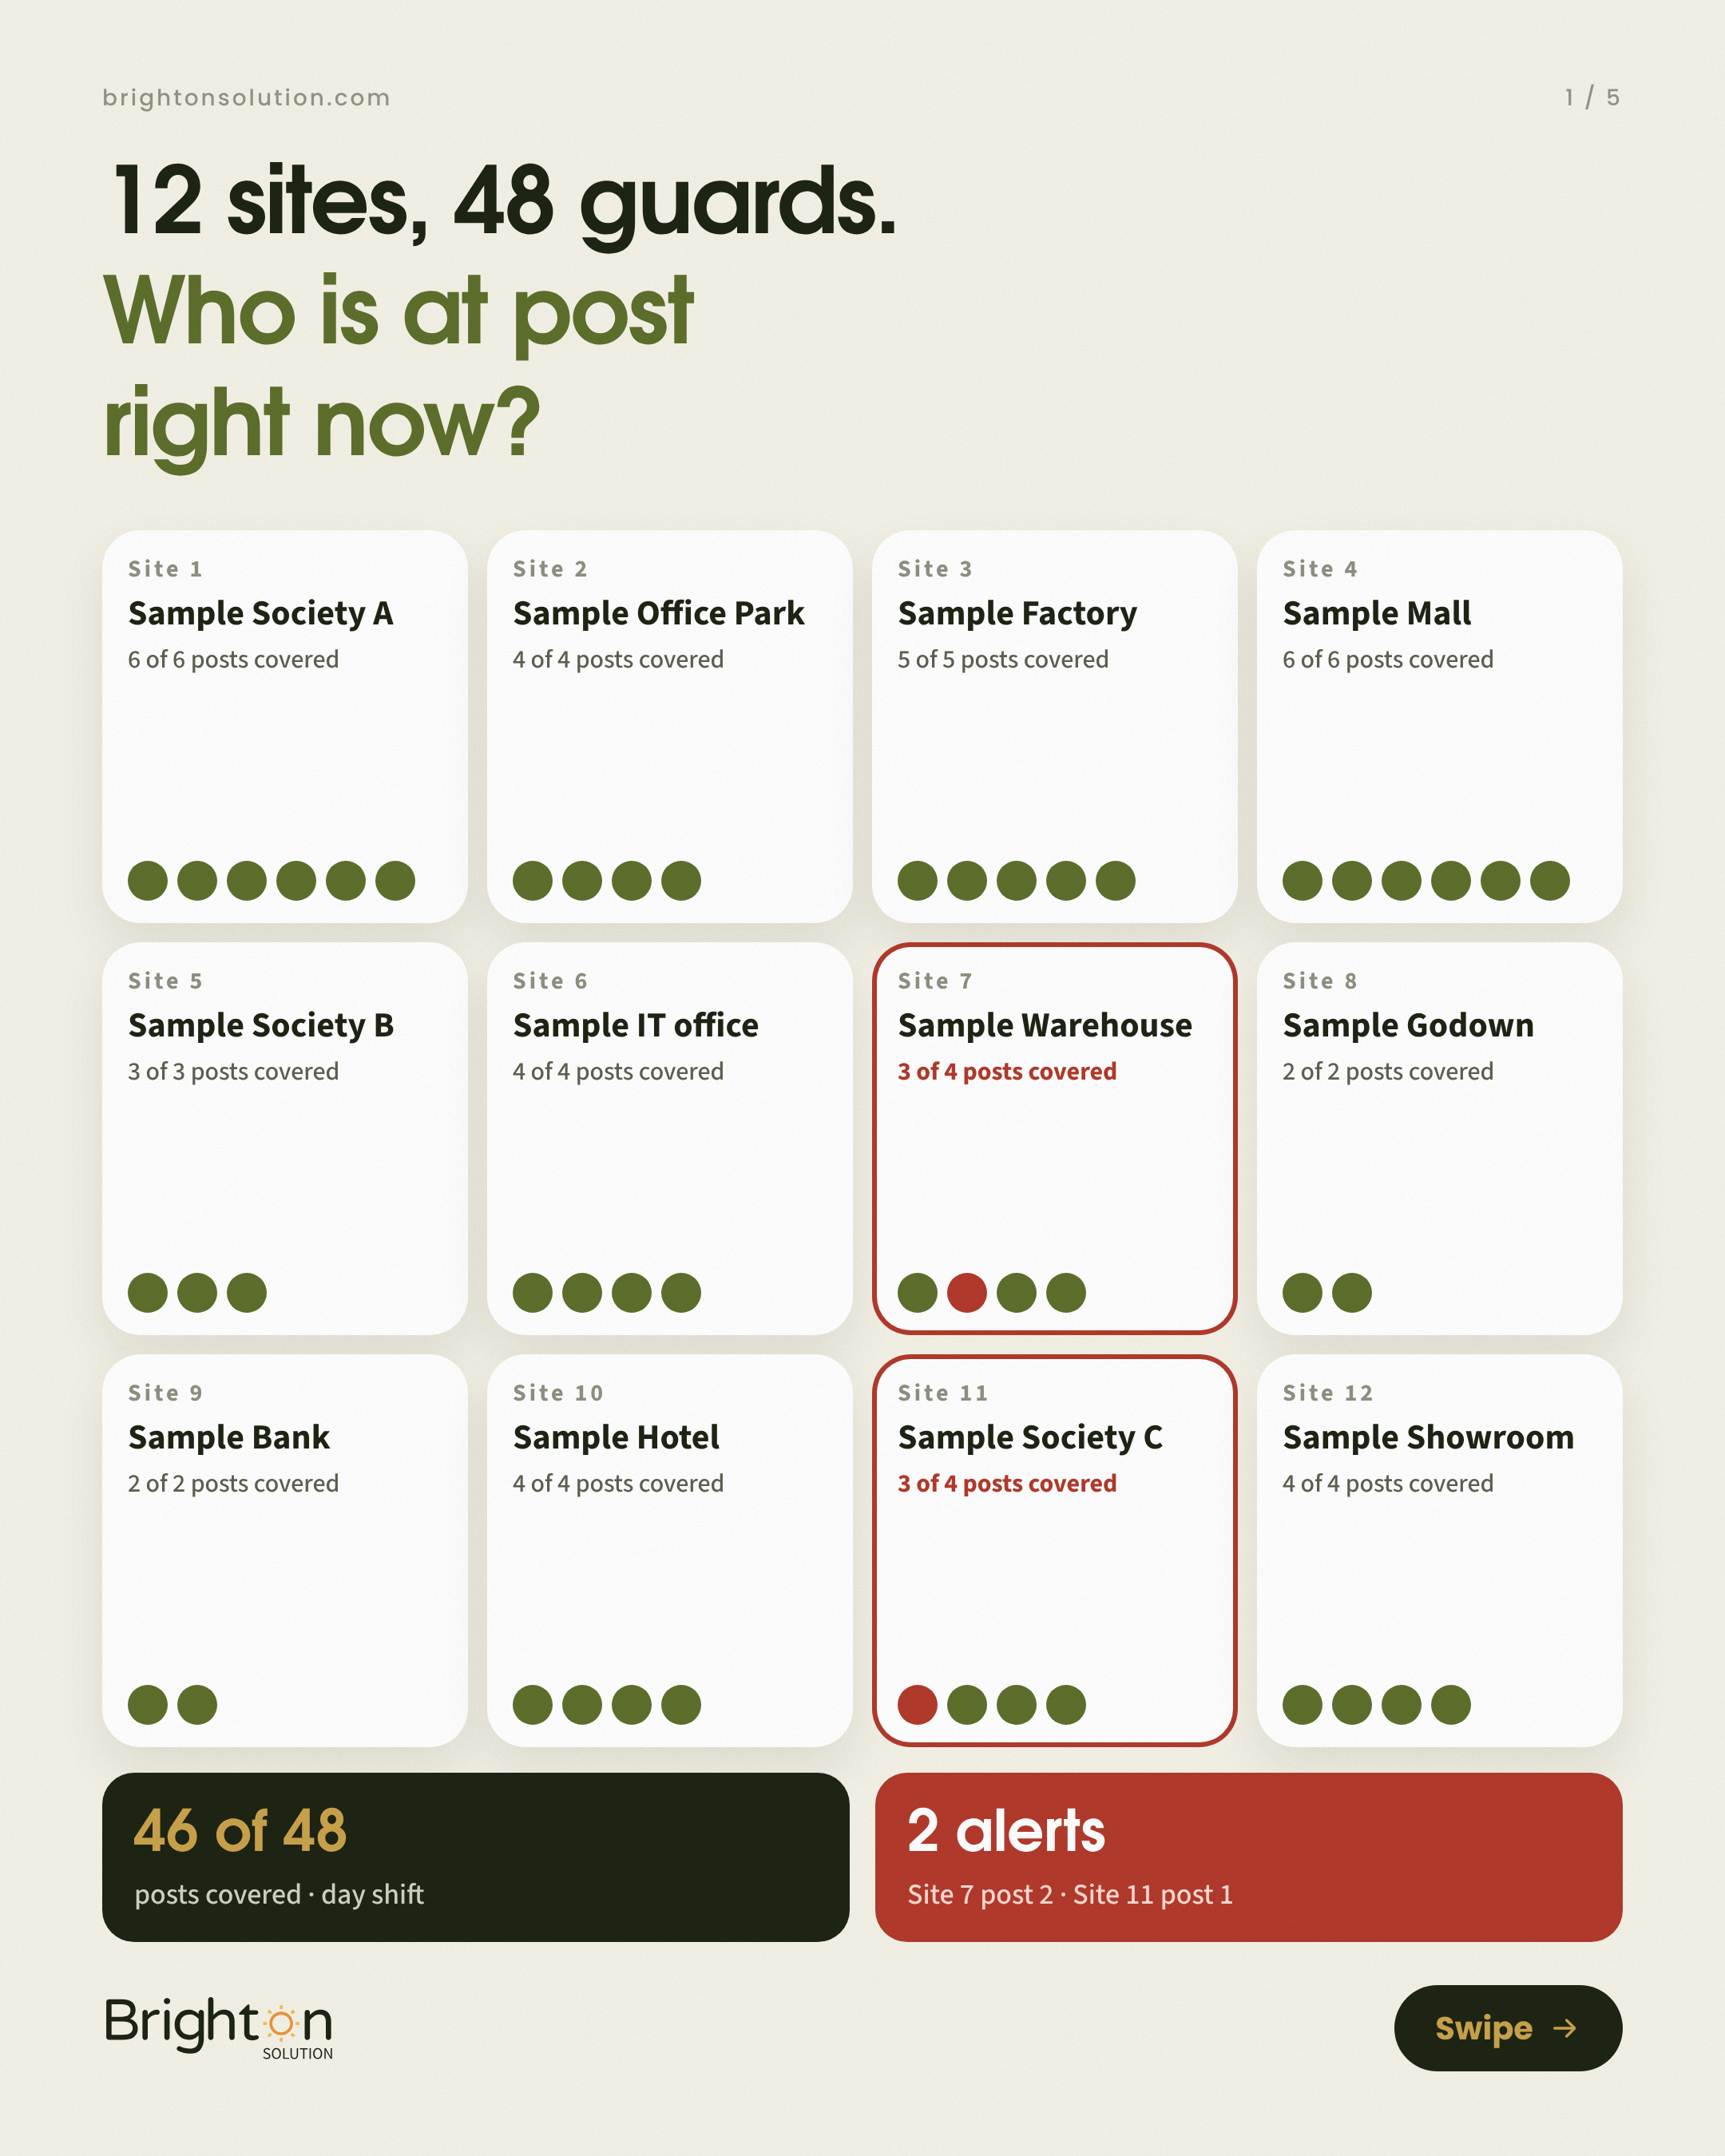 brightonsolution.com
1 / 5
12 sites, 48 guards.
Who is at post
right now?
Site 1
Sample Society A
6 of 6 posts covered
Site 2
Sample Office Park
4 of 4 posts covered
Site 3
Sample Factory
5 of 5 posts covered
Site 4
Sample Mall
6 of 6 posts covered
Site 5
Sample Society B
3 of 3 posts covered
Site 6
Sample IT office
4 of 4 posts covered
Site 7
Sample Warehouse
3 of 4 posts covered
Site 8
Sample Godown
2 of 2 posts covered
Site 9
Sample Bank
2 of 2 posts covered
Site 10
Sample Hotel
4 of 4 posts covered
Site 11
Sample Society C
3 of 4 posts covered
Site 12
Sample Showroom
4 of 4 posts covered
46 of 48
posts covered · day shift
2 alerts
Site 7 post 2 · Site 11 post 1
Brighton
SOLUTION
Swipe →